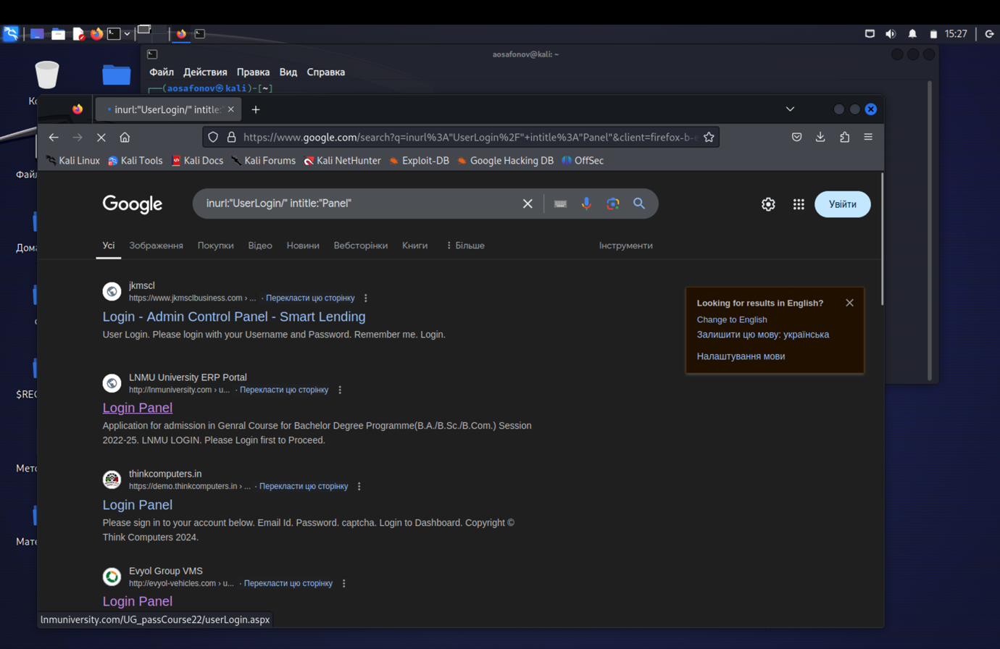 15:27
aosafonov@kali: ~
Файл Действия Правка Вид Справка
(aosafonov㉿kali)-[~]
inurl:"UserLogin/" intitle:
https://www.google.com/search?q=inurl%3A"UserLogin%2F"+intitle%3A"Panel"&client=firefox-b-e
Kali Linux Kali Tools Kali Docs Kali Forums Kali NetHunter Exploit-DB Google Hacking DB OffSec
Google inurl:"UserLogin/" intitle:"Panel" Увійти
Усі Зображення Покупки Відео Новини Вебсторінки Книги Більше Інструменти
jkmscl
https://www.jkmsclbusiness.com › ... · Перекласти цю сторінку
Login - Admin Control Panel - Smart Lending
User Login. Please login with your Username and Password. Remember me. Login.
Looking for results in English?
Change to English
Залишити цю мову: українська
Налаштування мови
LNMU University ERP Portal
http://lnmuniversity.com › u... · Перекласти цю сторінку
Login Panel
Application for admission in Genral Course for Bachelor Degree Programme(B.A./B.Sc./B.Com.) Session
2022-25. LNMU LOGIN. Please Login first to Proceed.
thinkcomputers.in
https://demo.thinkcomputers.in › ... · Перекласти цю сторінку
Login Panel
Please sign in to your account below. Email Id. Password. captcha. Login to Dashboard. Copyright ©
Think Computers 2024.
Evyol Group VMS
http://evyol-vehicles.com › u... · Перекласти цю сторінку
Login Panel
lnmuniversity.com/UG_passCourse22/userLogin.aspx
Ко
Файл
Дома
$REC
Мето
Мате